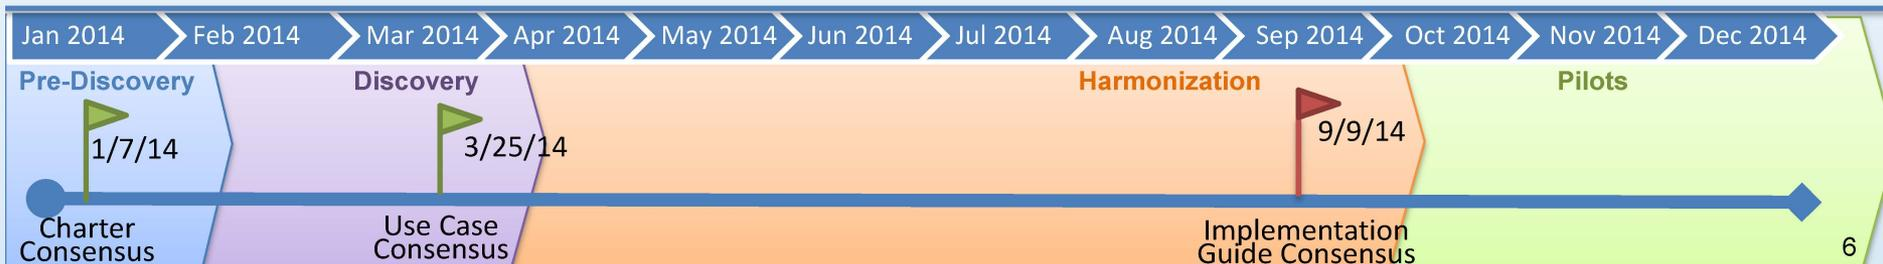 Jan 2014 Feb 2014 Mar 2014 Apr 2014 May 2014 Jun 2014 Jul 2014 Aug 2014 Sep 2014 Oct 2014 Nov 2014 Dec 2014
Pre-Discovery Discovery Harmonization Pilots
1/7/14 3/25/14 9/9/14
Charter
Consensus
Use Case
Consensus
Implementation
Guide Consensus
6